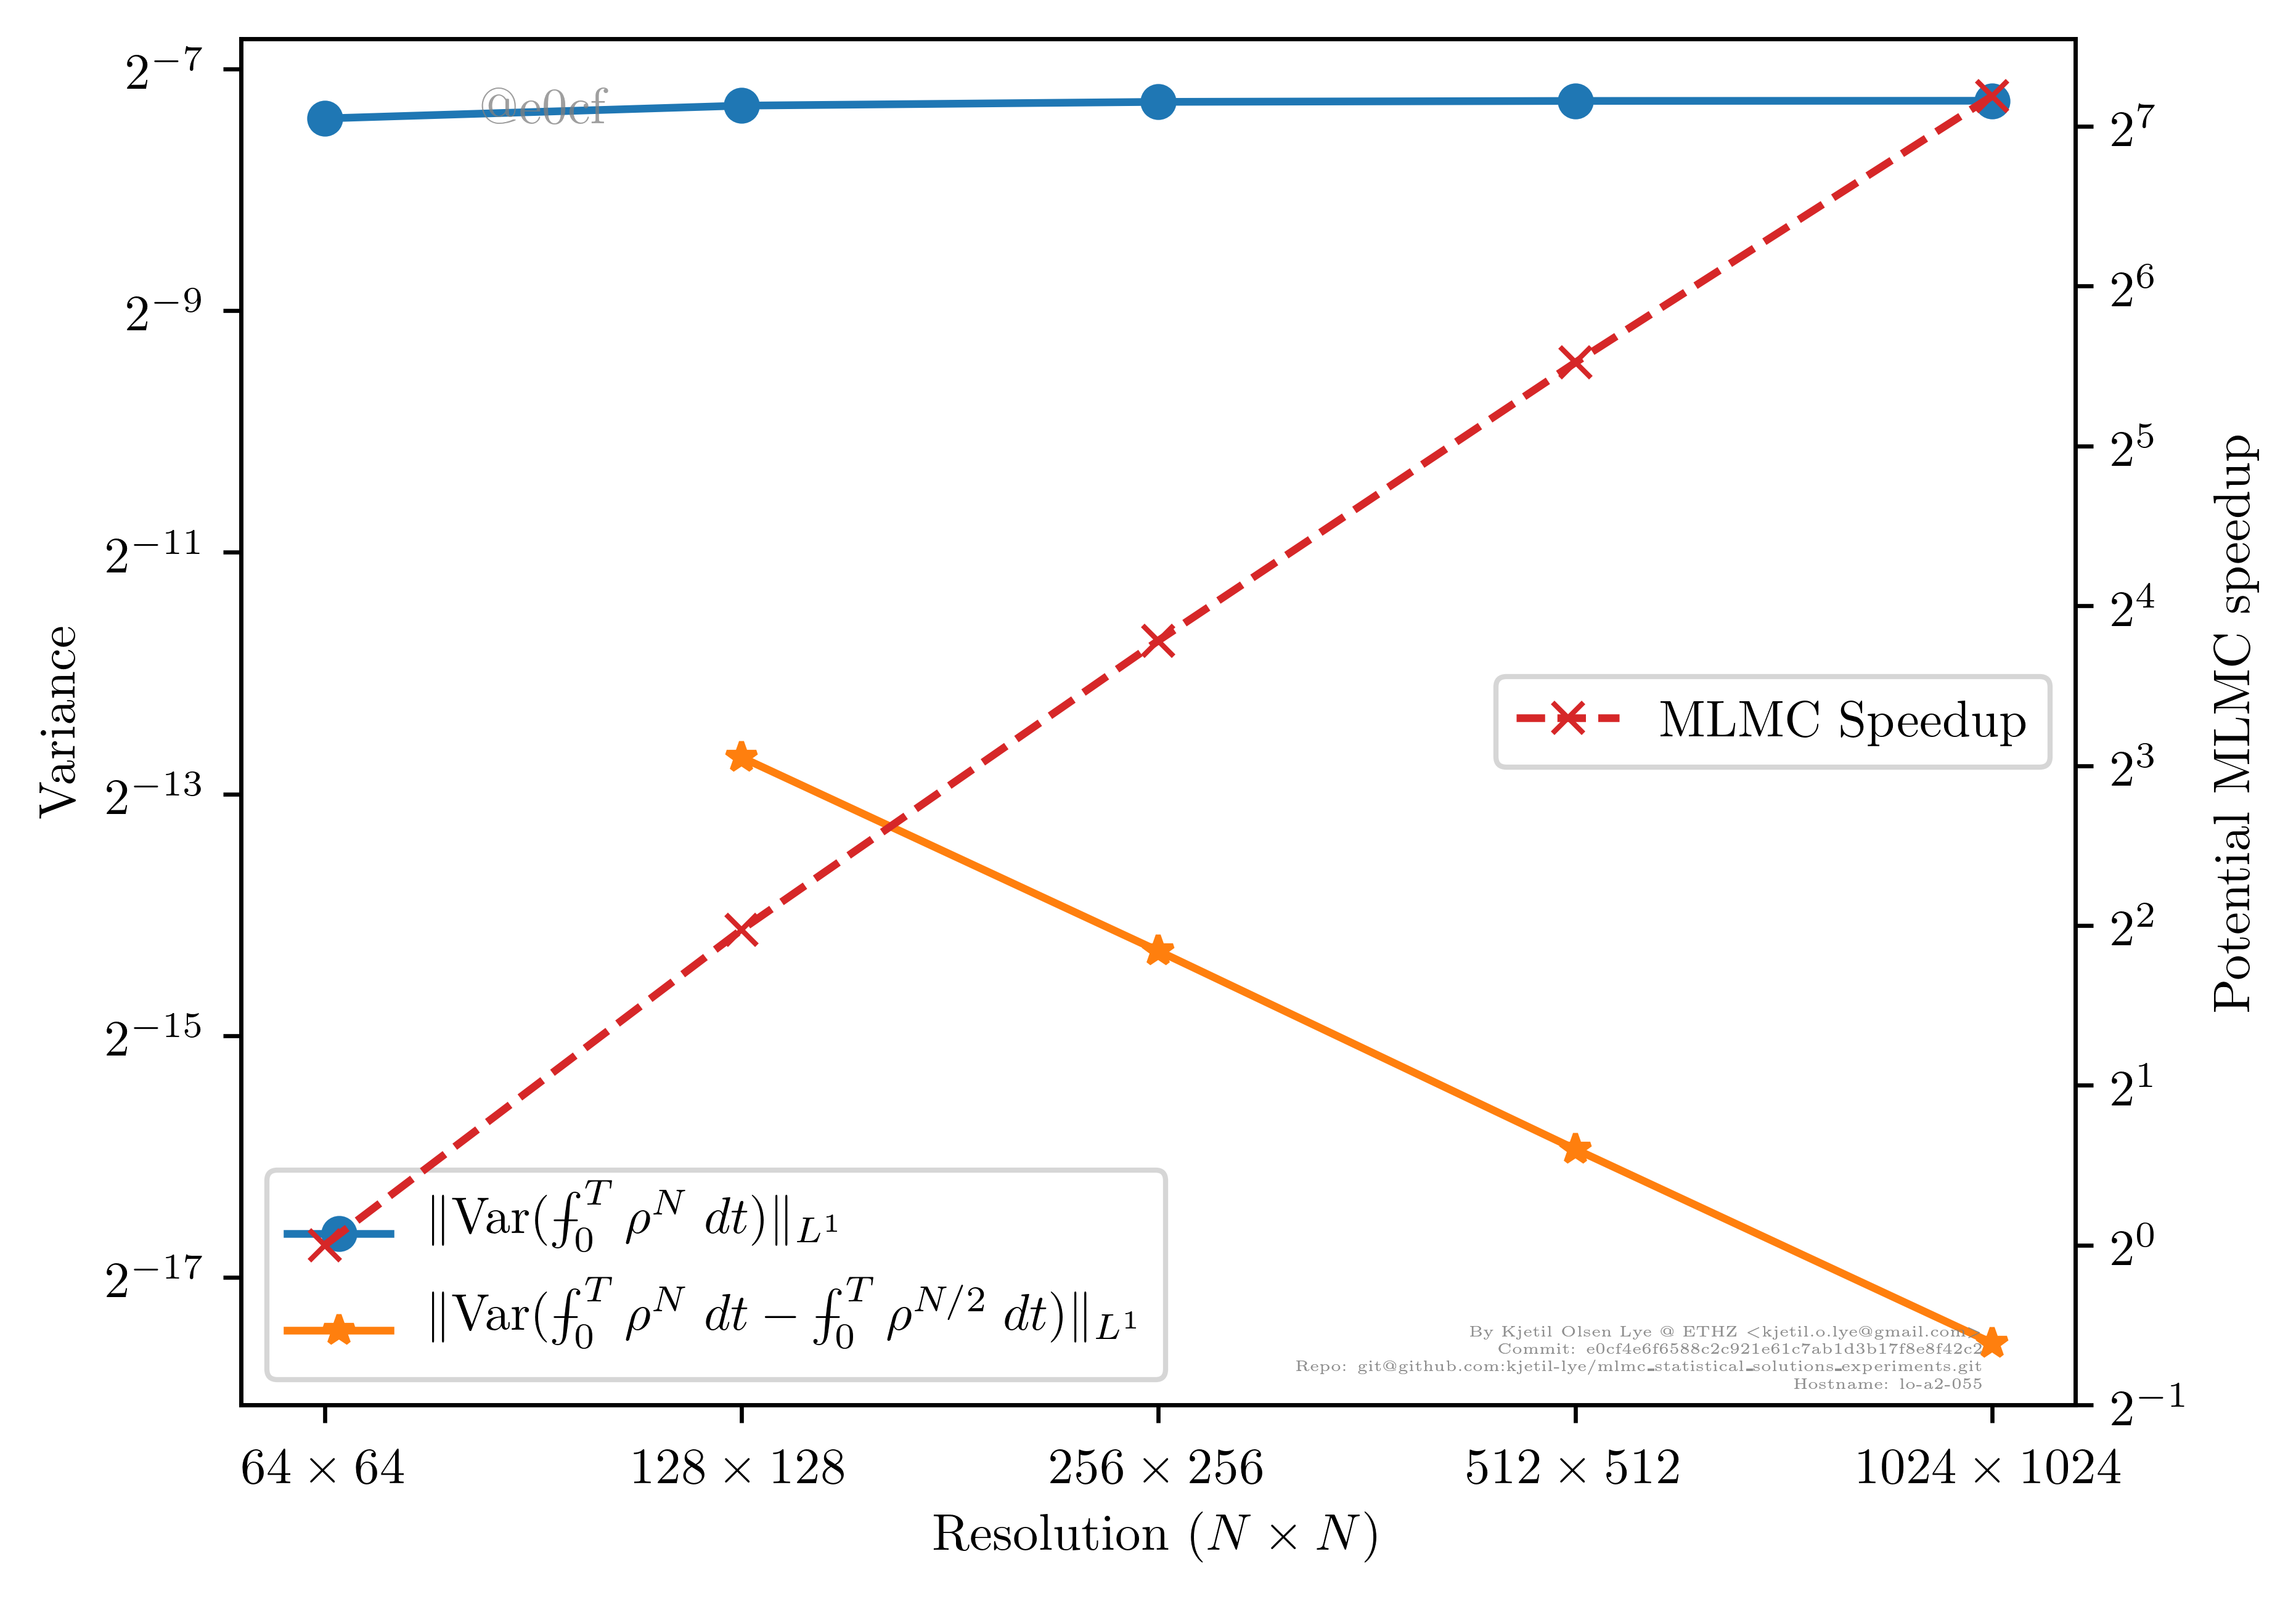 2^{-7}
2^{-9}
2^{-11}
2^{-13}
2^{-15}
2^{-17}
Variance
@e0cf
2^7
2^6
2^5
2^4
2^3
2^2
2^1
2^0
2^{-1}
Potential MLMC speedup
MLMC Speedup
‖Var(⨍_0^T ρ^N dt)‖_{L^1}
‖Var(⨍_0^T ρ^N dt − ⨍_0^T ρ^{N/2} dt)‖_{L^1}
By Kjetil Olsen Lye @ ETHZ <kjetil.o.lye@gmail.com>
Commit: e0cf4e6f6588c2c921e61c7ab1d3b17f8e8f42c2
Repo: git@github.com:kjetil-lye/mlmc_statistical_solutions_experiments.git
Hostname: lo-a2-055
64 × 64
128 × 128
256 × 256
512 × 512
1024 × 1024
Resolution (N × N)